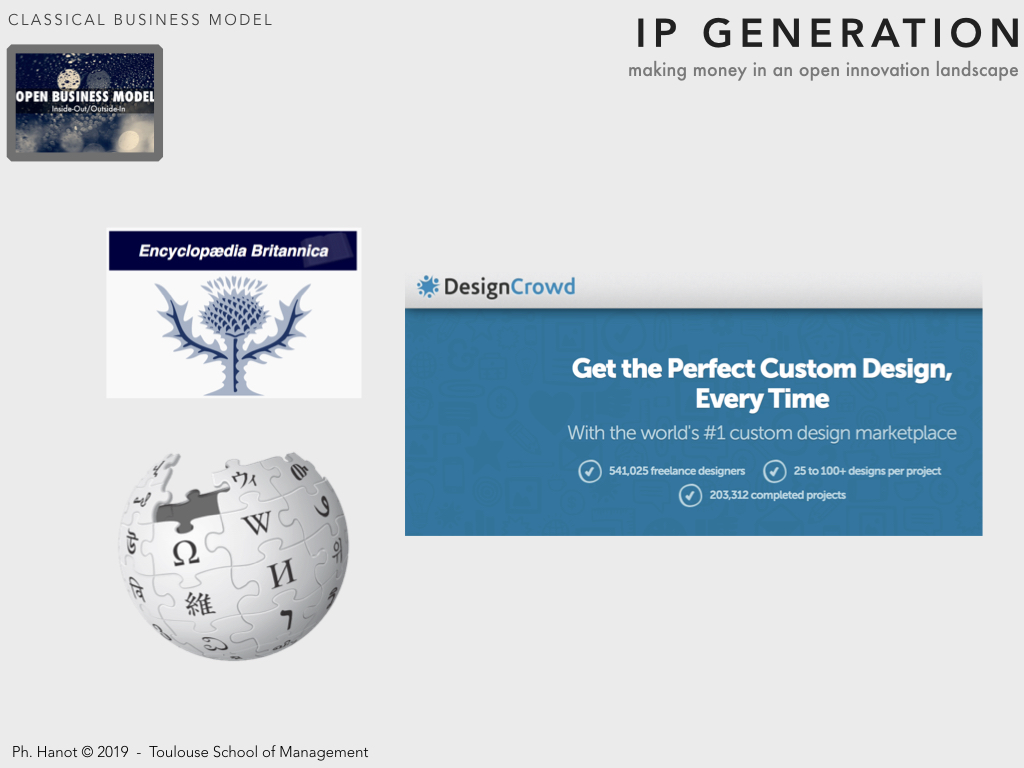 CLASSICAL BUSINESS MODEL
IP GENERATION
making money in an open innovation landscape
OPEN BUSINESS MODEL
Inside-Out/Outside-In
Encyclopædia Britannica
DesignCrowd
Get the Perfect Custom Design,
Every Time
With the world's #1 custom design marketplace
541,025 freelance designers
25 to 100+ designs per project
203,312 completed projects
ウィ
W
Ω
И
維
7
Ph. Hanot © 2019 - Toulouse School of Management